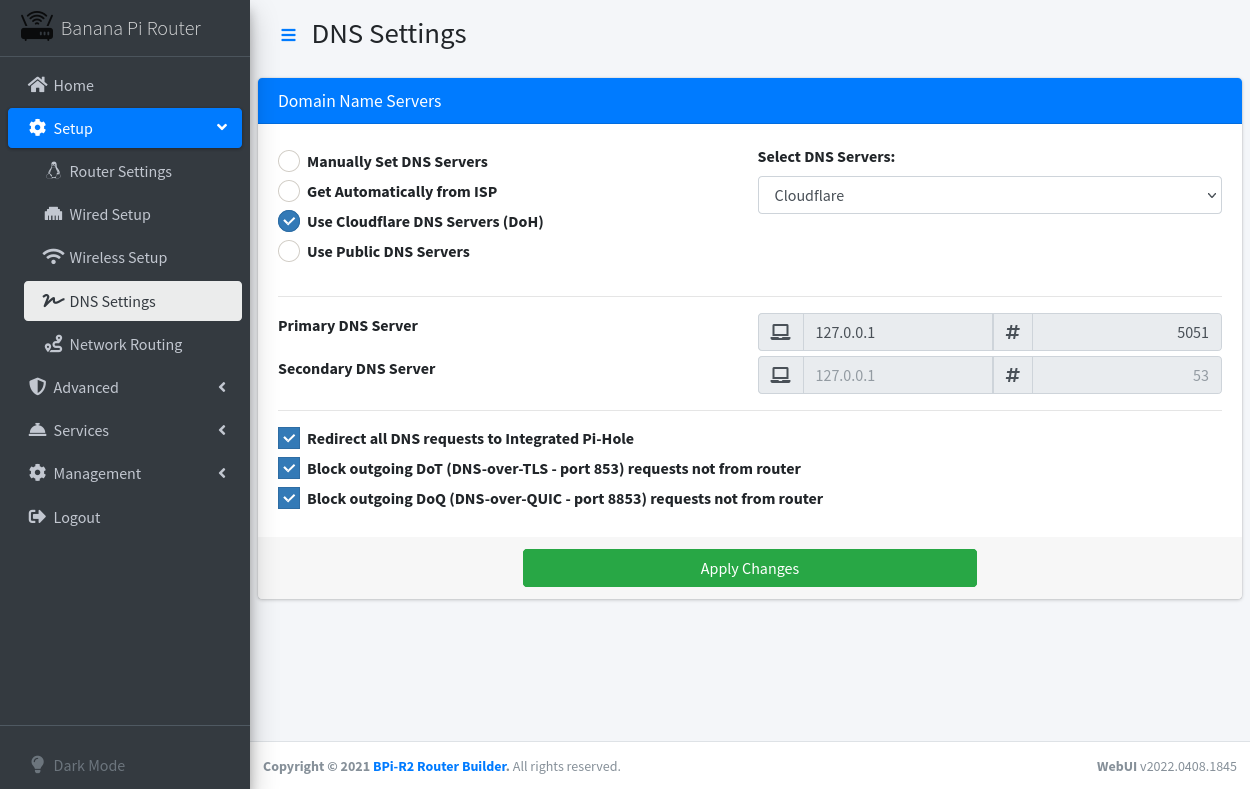 Banana Pi Router
Home
Setup
Router Settings
Wired Setup
Wireless Setup
DNS Settings
Network Routing
Advanced
Services
Management
Logout
Dark Mode
DNS Settings
Domain Name Servers
Manually Set DNS Servers
Get Automatically from ISP
Use Cloudflare DNS Servers (DoH)
Use Public DNS Servers
Select DNS Servers:
Cloudflare
Primary DNS Server 127.0.0.1 # 5051
Secondary DNS Server 127.0.0.1 # 53
Redirect all DNS requests to Integrated Pi-Hole
Block outgoing DoT (DNS-over-TLS - port 853) requests not from router
Block outgoing DoQ (DNS-over-QUIC - port 8853) requests not from router
Apply Changes
Copyright © 2021 BPi-R2 Router Builder. All rights reserved. WebUI v2022.0408.1845